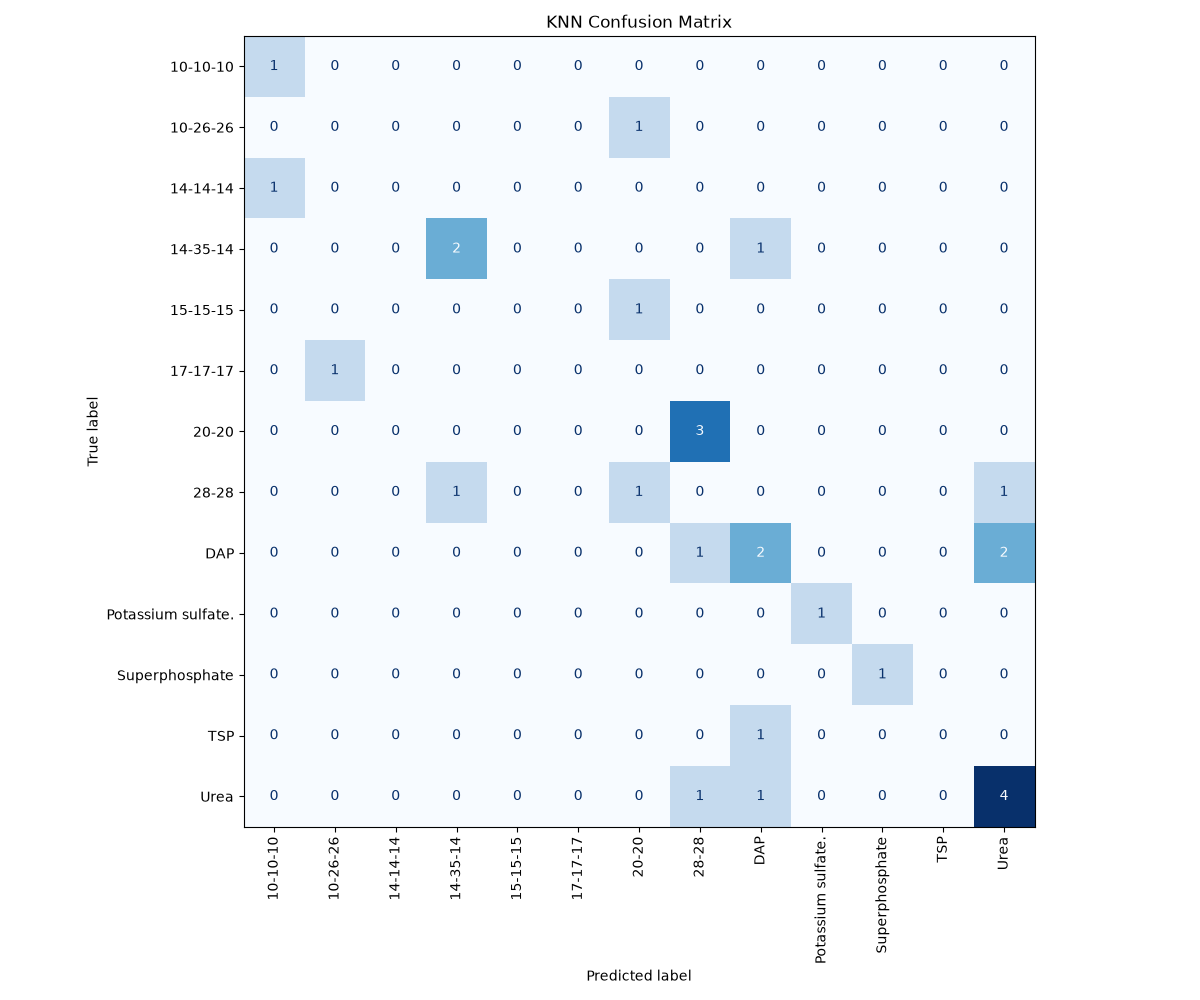 KNN Confusion Matrix
10-10-10 1 0 0 0 0 0 0 0 0 0 0 0 0
10-26-26 0 0 0 0 0 0 1 0 0 0 0 0 0
14-14-14 1 0 0 0 0 0 0 0 0 0 0 0 0
14-35-14 0 0 0 2 0 0 0 0 1 0 0 0 0
15-15-15 0 0 0 0 0 0 1 0 0 0 0 0 0
17-17-17 0 1 0 0 0 0 0 0 0 0 0 0 0
True label
20-20 0 0 0 0 0 0 0 3 0 0 0 0 0
28-28 0 0 0 1 0 0 1 0 0 0 0 0 1
DAP 0 0 0 0 0 0 0 1 2 0 0 0 2
Potassium sulfate. 0 0 0 0 0 0 0 0 0 1 0 0 0
Superphosphate 0 0 0 0 0 0 0 0 0 0 1 0 0
TSP 0 0 0 0 0 0 0 0 1 0 0 0 0
Urea 0 0 0 0 0 0 0 1 1 0 0 0 4
10-10-10
10-26-26
14-14-14
14-35-14
15-15-15
17-17-17
20-20
28-28
DAP
Potassium sulfate.
Superphosphate
TSP
Urea
Predicted label